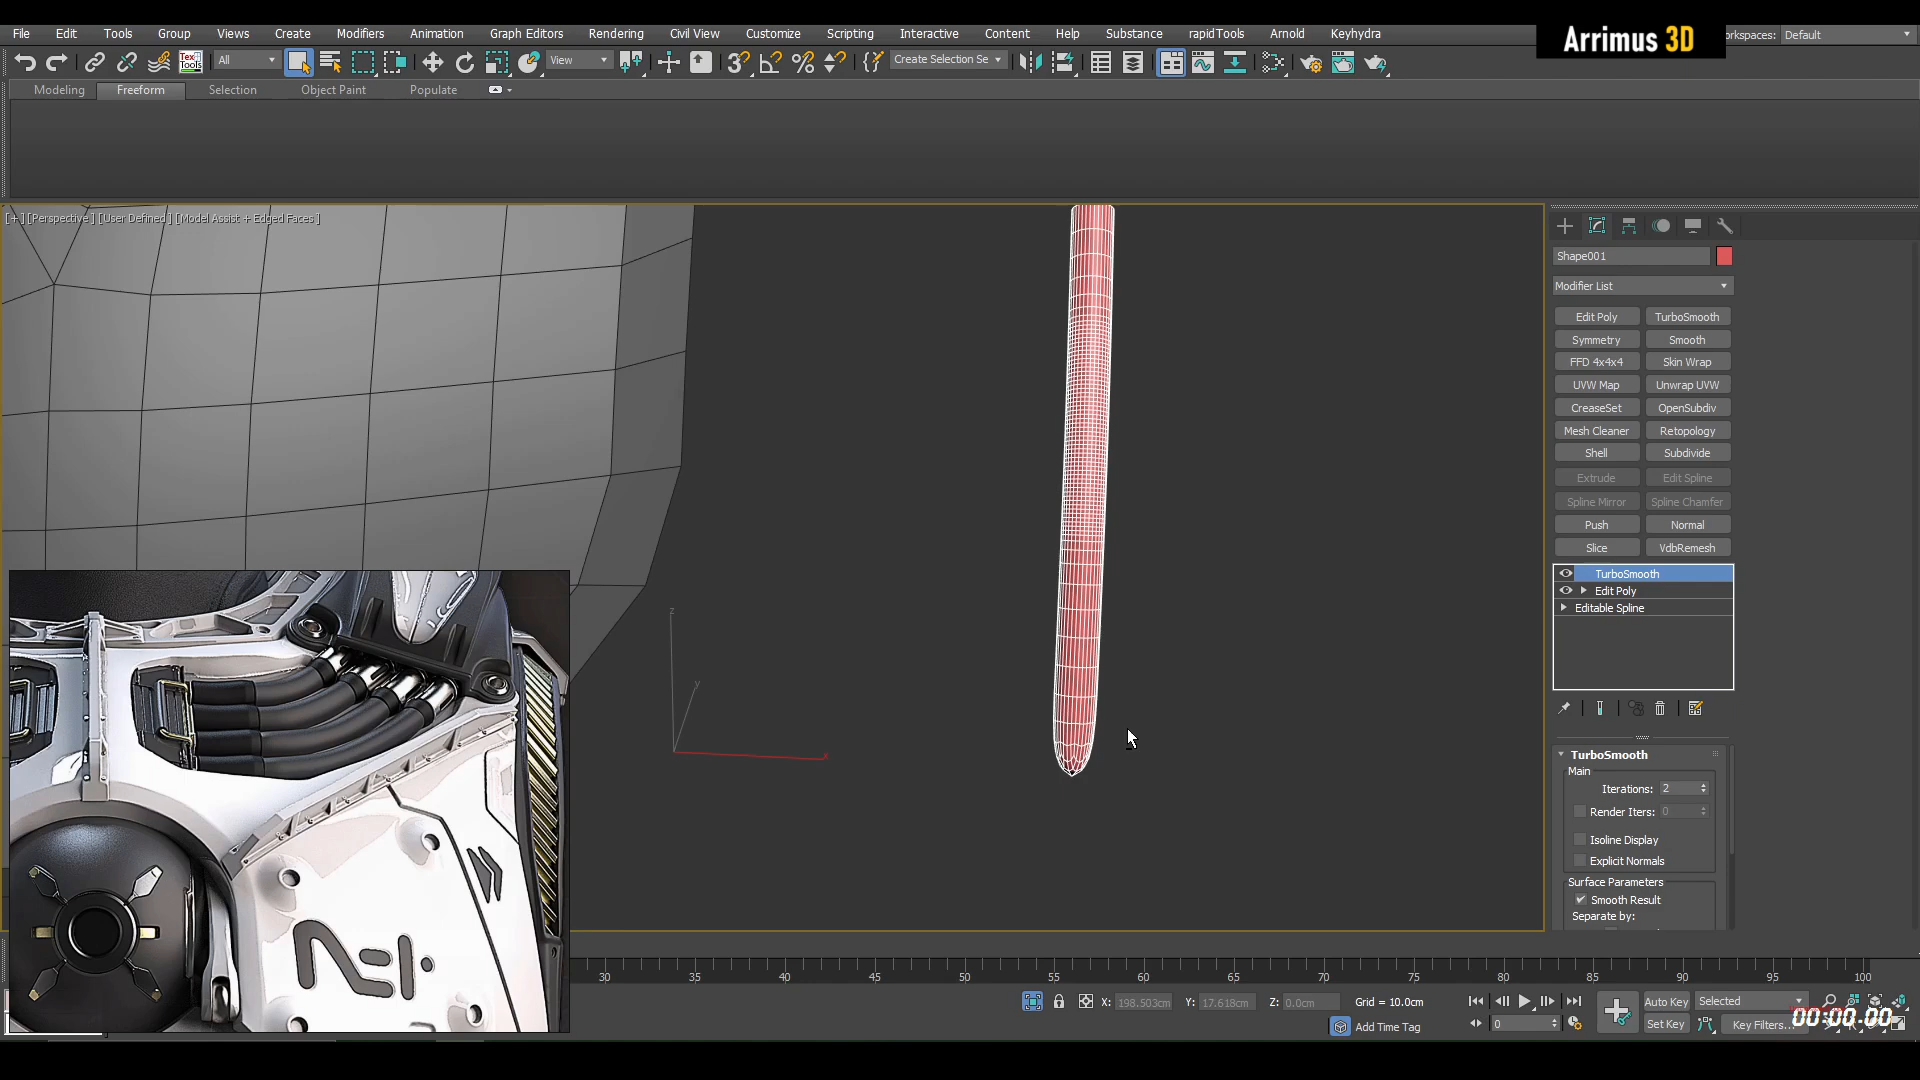 File Edit Tools Group Views Create Modifiers Animation Graph Editors Rendering Civil View Customize Scripting Interactive Content Help Substance rapidTools Arnold Keyhydra
Arrimus 3D
orkspaces: Default
All
View
Create Selection Se
Modeling Freeform Selection Object Paint Populate
[+] [Perspective] [User Defined] [Model Assist + Edged Faces]
Shape001
Modifier List
Edit Poly TurboSmooth
Symmetry Smooth
FFD 4x4x4 Skin Wrap
UVW Map Unwrap UVW
CreaseSet OpenSubdiv
Mesh Cleaner Retopology
Shell Subdivide
Extrude Edit Spline
Spline Mirror Spline Chamfer
Push Normal
Slice VdbRemesh
TurboSmooth
Edit Poly
Editable Spline
z
y
x
TurboSmooth
Main
Iterations: 2
Render Iters: 0
Isoline Display
Explicit Normals
Surface Parameters
Smooth Result
Separate by:
30 35 40 45 50 55 60 65 70 75 80 85 90 95 100
X: 198.503cm Y: 17.618cm Z: 0.0cm Grid = 10.0cm
Add Time Tag
0
Auto Key Selected
Set Key Key Filters...
00:00.00